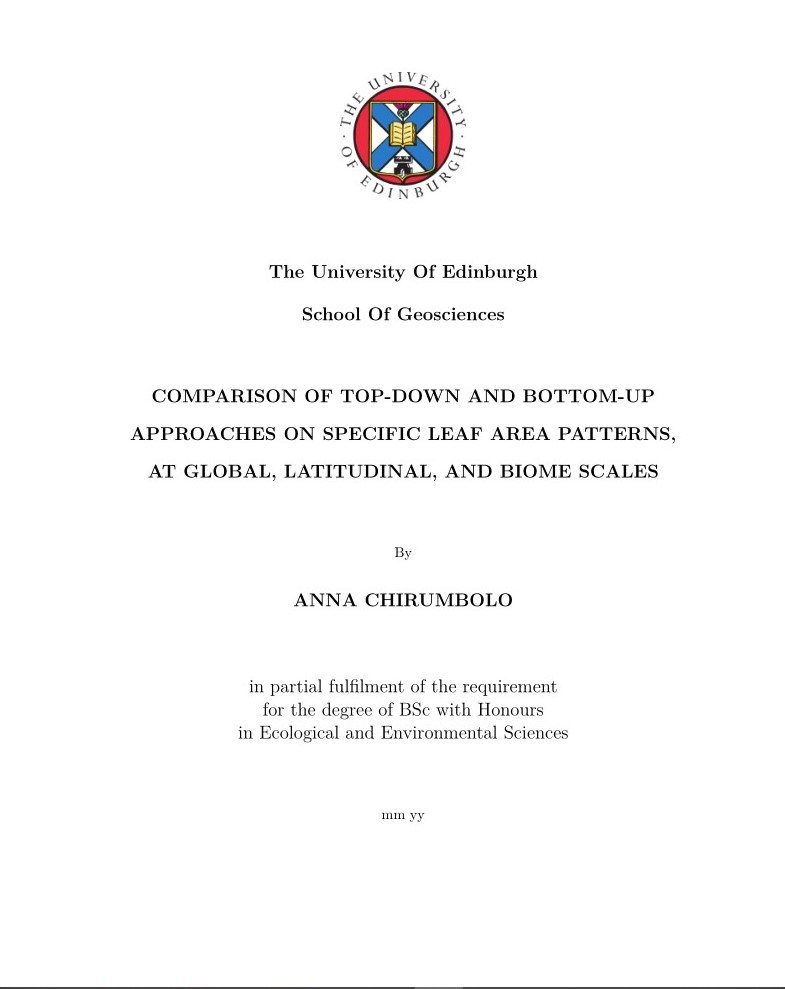 THE UNIVERSITY
OF EDINBURGH
The University Of Edinburgh
School Of Geosciences
COMPARISON OF TOP-DOWN AND BOTTOM-UP
APPROACHES ON SPECIFIC LEAF AREA PATTERNS,
AT GLOBAL, LATITUDINAL, AND BIOME SCALES
By
ANNA CHIRUMBOLO
in partial fulfilment of the requirement
for the degree of BSc with Honours
in Ecological and Environmental Sciences
mm yy